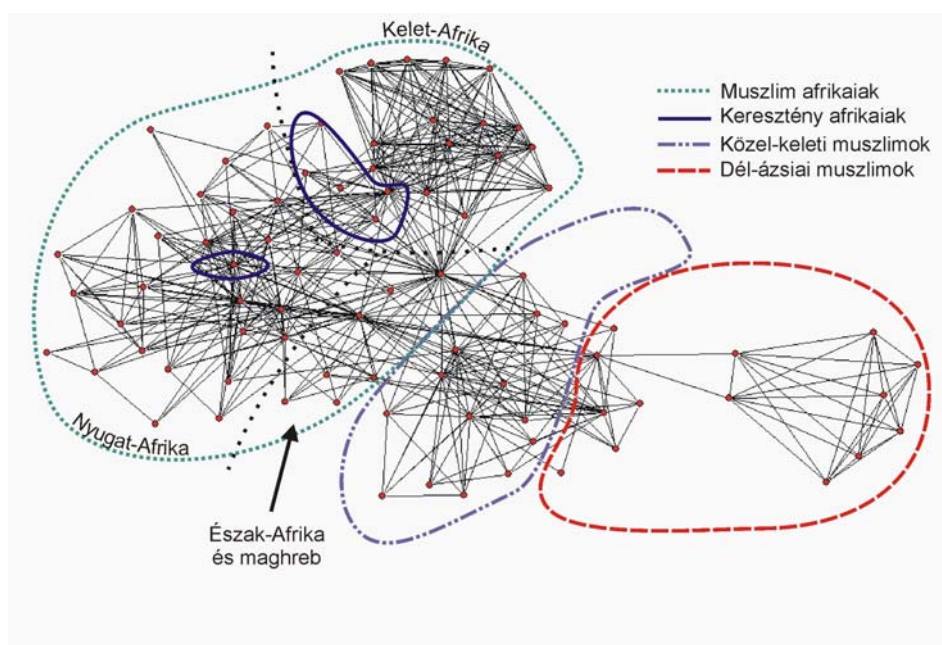 Kelet-Afrika
Muszlim afrikaiak
Keresztény afrikaiak
Közel-keleti muszlimok
Dél-ázsiai muszlimok
Nyugat-Afrika
Észak-Afrika
és maghreb